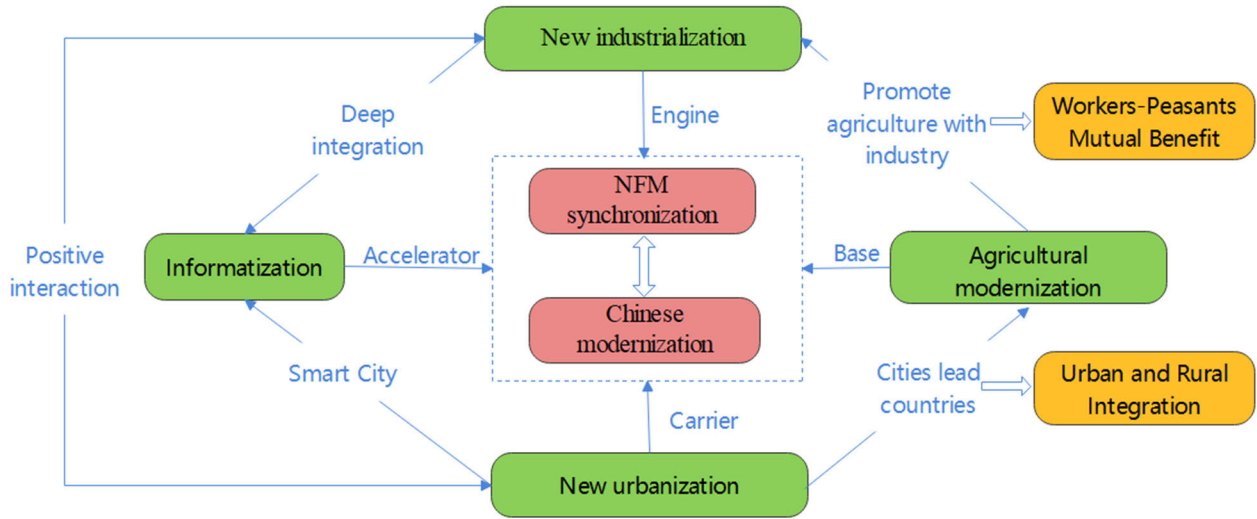 New industrialization
Deep
integration
Engine
Promote
agriculture with
industry
Workers-Peasants
Mutual Benefit
NFM
synchronization
Positive
interaction
Informatization
Accelerator
Base
Agricultural
modernization
Chinese
modernization
Smart City
Carrier
Cities lead
countries
Urban and Rural
Integration
New urbanization